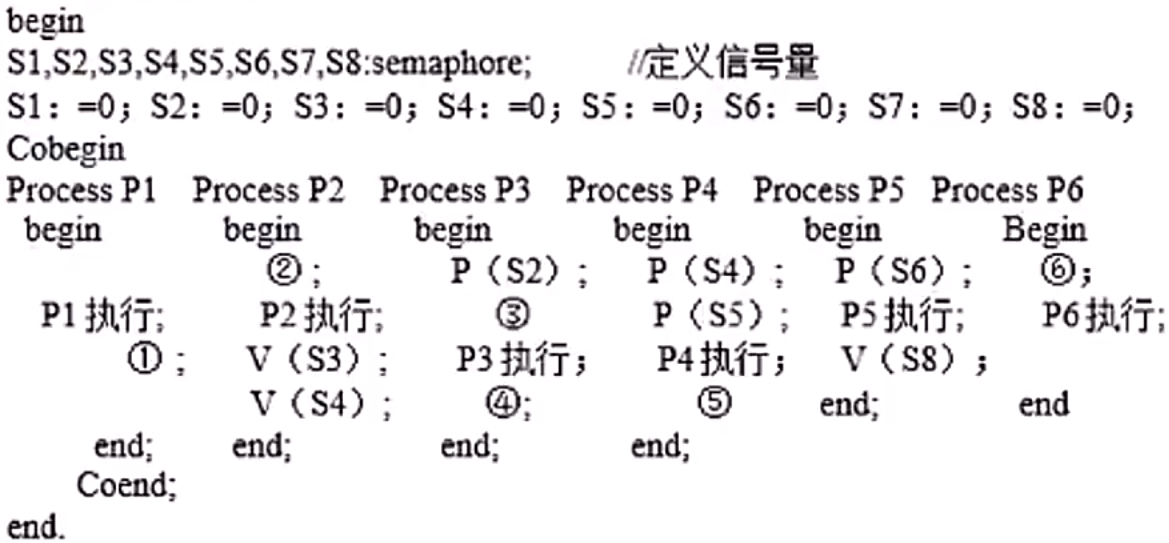 begin
S1,S2,S3,S4,S5,S6,S7,S8:semaphore; //定义信号量
S1：=0；S2：=0；S3：=0；S4：=0；S5：=0；S6：=0；S7：=0；S8：=0；
Cobegin
Process P1 Process P2 Process P3 Process P4 Process P5 Process P6
begin begin begin begin begin Begin
②； P（S2）； P（S4）； P（S6）； ⑥；
P1执行; P2执行; ③ P（S5）； P5执行; P6执行;
①； V（S3）； P3执行； P4执行； V（S8）；
V（S4）； ④; ⑤ end; end
end; end; end; end;
Coend;
end.